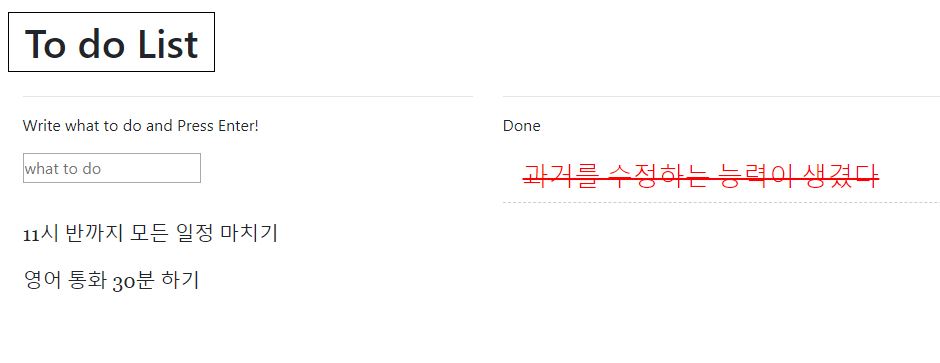 To do List
Write what to do and Press Enter!
what to do
11시 반까지 모든 일정 마치기
영어 통화 30분 하기
Done
과거를 수정하는 능력이 생겼다